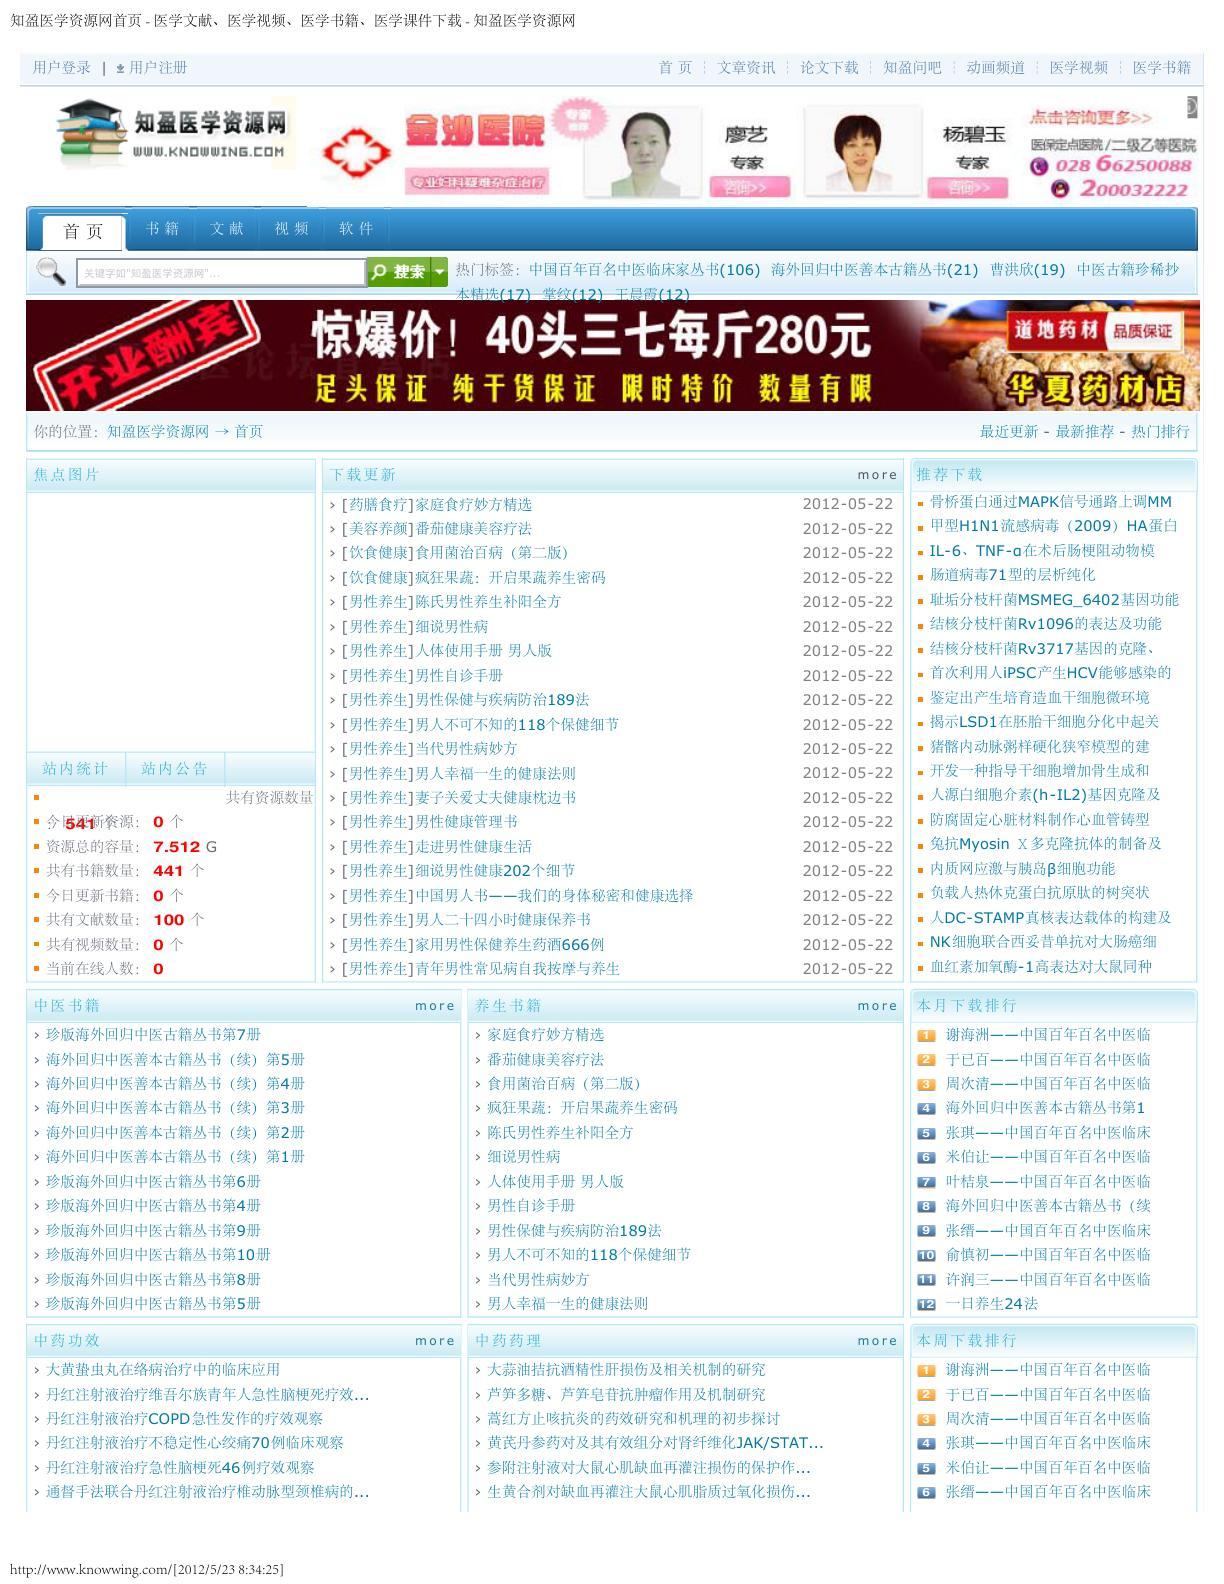 知盈医学资源网首页 - 医学文献、医学视频、医学书籍、医学课件下载 - 知盈医学资源网
用户登录 | 用户注册
首 页 ┆ 文章资讯 ┆ 论文下载 ┆ 知盈问吧 ┆ 动画频道 ┆ 医学视频 ┆ 医学书籍
知盈医学资源网
WWW.KNOWWING.COM
金沙医院
专业妇科疑难杂症治疗
专家
廖艺
专家
咨询>>
杨碧玉
专家
咨询>>
点击咨询更多>>
医保定点医院/二级乙等医院
028 66250088
200032222
首 页 书 籍 文 献 视 频 软 件
关键字如"知盈医学资源网"...
搜索
热门标签：中国百年百名中医临床家丛书(106) 海外回归中医善本古籍丛书(21) 曹洪欣(19) 中医古籍珍稀抄
本精选(17) 掌纹(12) 王晨霞(12)
开业酬宾
惊爆价！40头三七每斤280元
足头保证 纯干货保证 限时特价 数量有限
道地药材 品质保证
华夏药材店
你的位置：知盈医学资源网 → 首页
最近更新 - 最新推荐 - 热门排行
焦点图片
站内统计 站内公告
共有资源数量
：541 个
今日更新资源：0 个
资源总的容量：7.512 G
共有书籍数量：441 个
今日更新书籍：0 个
共有文献数量：100 个
共有视频数量：0 个
当前在线人数：0
下载更新 more
› [药膳食疗]家庭食疗妙方精选 2012-05-22
› [美容养颜]番茄健康美容疗法 2012-05-22
› [饮食健康]食用菌治百病（第二版） 2012-05-22
› [饮食健康]疯狂果蔬：开启果蔬养生密码 2012-05-22
› [男性养生]陈氏男性养生补阳全方 2012-05-22
› [男性养生]细说男性病 2012-05-22
› [男性养生]人体使用手册 男人版 2012-05-22
› [男性养生]男性自诊手册 2012-05-22
› [男性养生]男性保健与疾病防治189法 2012-05-22
› [男性养生]男人不可不知的118个保健细节 2012-05-22
› [男性养生]当代男性病妙方 2012-05-22
› [男性养生]男人幸福一生的健康法则 2012-05-22
› [男性养生]妻子关爱丈夫健康枕边书 2012-05-22
› [男性养生]男性健康管理书 2012-05-22
› [男性养生]走进男性健康生活 2012-05-22
› [男性养生]细说男性健康202个细节 2012-05-22
› [男性养生]中国男人书——我们的身体秘密和健康选择 2012-05-22
› [男性养生]男人二十四小时健康保养书 2012-05-22
› [男性养生]家用男性保健养生药酒666例 2012-05-22
› [男性养生]青年男性常见病自我按摩与养生 2012-05-22
推荐下载
骨桥蛋白通过MAPK信号通路上调MM
甲型H1N1流感病毒（2009）HA蛋白
IL-6、TNF-α在术后肠梗阻动物模
肠道病毒71型的层析纯化
耻垢分枝杆菌MSMEG_6402基因功能
结核分枝杆菌Rv1096的表达及功能
结核分枝杆菌Rv3717基因的克隆、
首次利用人iPSC产生HCV能够感染的
鉴定出产生培育造血干细胞微环境
揭示LSD1在胚胎干细胞分化中起关
猪髂内动脉粥样硬化狭窄模型的建
开发一种指导干细胞增加骨生成和
人源白细胞介素(h-IL2)基因克隆及
防腐固定心脏材料制作心血管铸型
兔抗Myosin Ⅹ多克隆抗体的制备及
内质网应激与胰岛β细胞功能
负载人热休克蛋白抗原肽的树突状
人DC-STAMP真核表达载体的构建及
NK细胞联合西妥昔单抗对大肠癌细
血红素加氧酶-1高表达对大鼠同种
中医书籍 more
› 珍版海外回归中医古籍丛书第7册
› 海外回归中医善本古籍丛书（续）第5册
› 海外回归中医善本古籍丛书（续）第4册
› 海外回归中医善本古籍丛书（续）第3册
› 海外回归中医善本古籍丛书（续）第2册
› 海外回归中医善本古籍丛书（续）第1册
› 珍版海外回归中医古籍丛书第6册
› 珍版海外回归中医古籍丛书第4册
› 珍版海外回归中医古籍丛书第9册
› 珍版海外回归中医古籍丛书第10册
› 珍版海外回归中医古籍丛书第8册
› 珍版海外回归中医古籍丛书第5册
养生书籍 more
› 家庭食疗妙方精选
› 番茄健康美容疗法
› 食用菌治百病（第二版）
› 疯狂果蔬：开启果蔬养生密码
› 陈氏男性养生补阳全方
› 细说男性病
› 人体使用手册 男人版
› 男性自诊手册
› 男性保健与疾病防治189法
› 男人不可不知的118个保健细节
› 当代男性病妙方
› 男人幸福一生的健康法则
本月下载排行
1 谢海洲——中国百年百名中医临
2 于已百——中国百年百名中医临
3 周次清——中国百年百名中医临
4 海外回归中医善本古籍丛书第1
5 张琪——中国百年百名中医临床
6 米伯让——中国百年百名中医临
7 叶桔泉——中国百年百名中医临
8 海外回归中医善本古籍丛书（续
9 张缙——中国百年百名中医临床
10 俞慎初——中国百年百名中医临
11 许润三——中国百年百名中医临
12 一日养生24法
中药功效 more
› 大黄蛰虫丸在络病治疗中的临床应用
› 丹红注射液治疗维吾尔族青年人急性脑梗死疗效...
› 丹红注射液治疗COPD急性发作的疗效观察
› 丹红注射液治疗不稳定性心绞痛70例临床观察
› 丹红注射液治疗急性脑梗死46例疗效观察
› 通督手法联合丹红注射液治疗椎动脉型颈椎病的...
中药药理 more
› 大蒜油拮抗酒精性肝损伤及相关机制的研究
› 芦笋多糖、芦笋皂苷抗肿瘤作用及机制研究
› 蒿红方止咳抗炎的药效研究和机理的初步探讨
› 黄芪丹参药对及其有效组分对肾纤维化JAK/STAT...
› 参附注射液对大鼠心肌缺血再灌注损伤的保护作...
› 生黄合剂对缺血再灌注大鼠心肌脂质过氧化损伤...
本周下载排行
1 谢海洲——中国百年百名中医临
2 于已百——中国百年百名中医临
3 周次清——中国百年百名中医临
4 张琪——中国百年百名中医临床
5 米伯让——中国百年百名中医临
6 张缙——中国百年百名中医临床
http://www.knowwing.com/[2012/5/23 8:34:25]